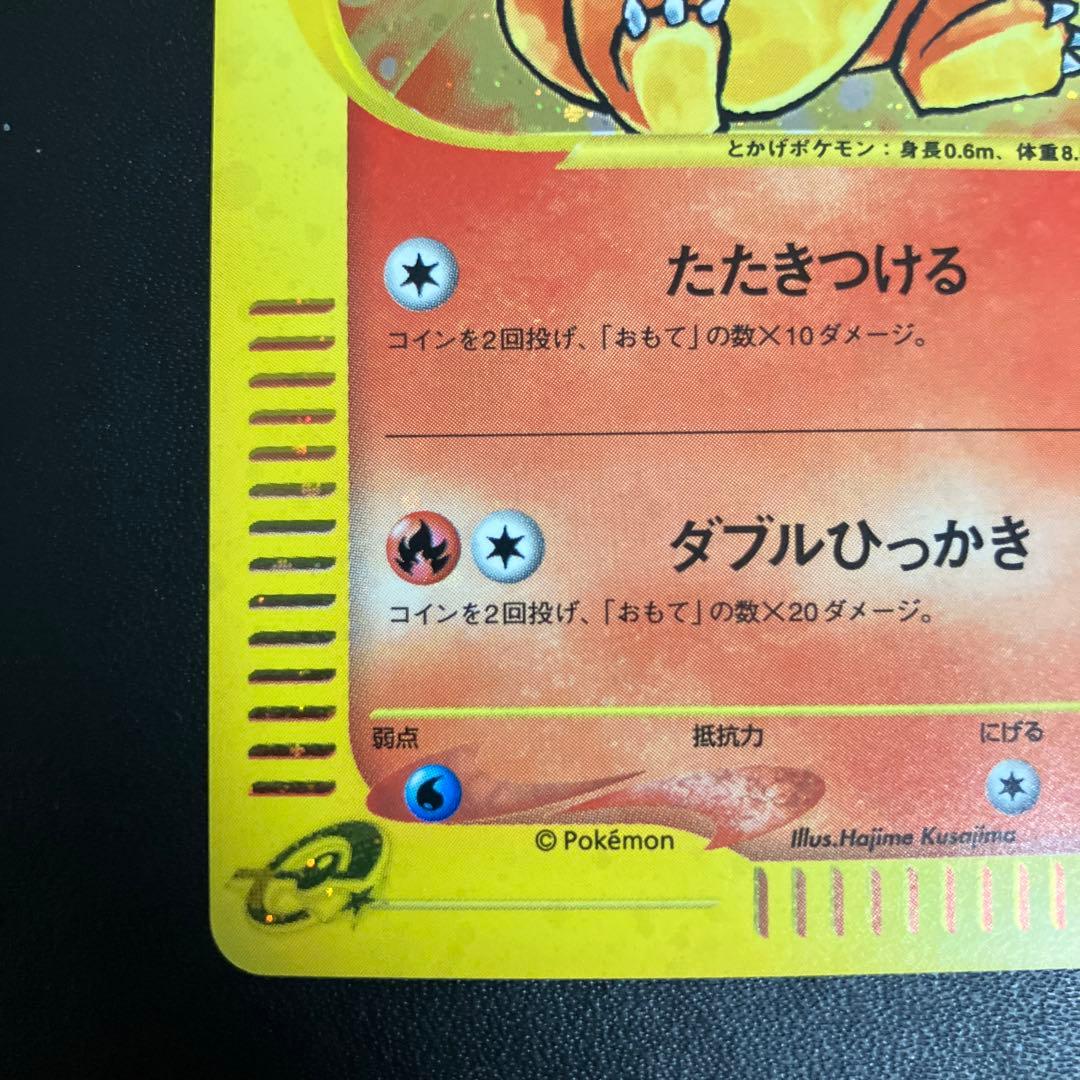 とかげポケモン：身長0.6m、体重8.
たたきつける
コインを2回投げ、「おもて」の数×10ダメージ。
ダブルひっかき
コインを2回投げ、「おもて」の数×20ダメージ。
弱点 抵抗力 にげる
© Pokémon Illus.Hajime Kusajima